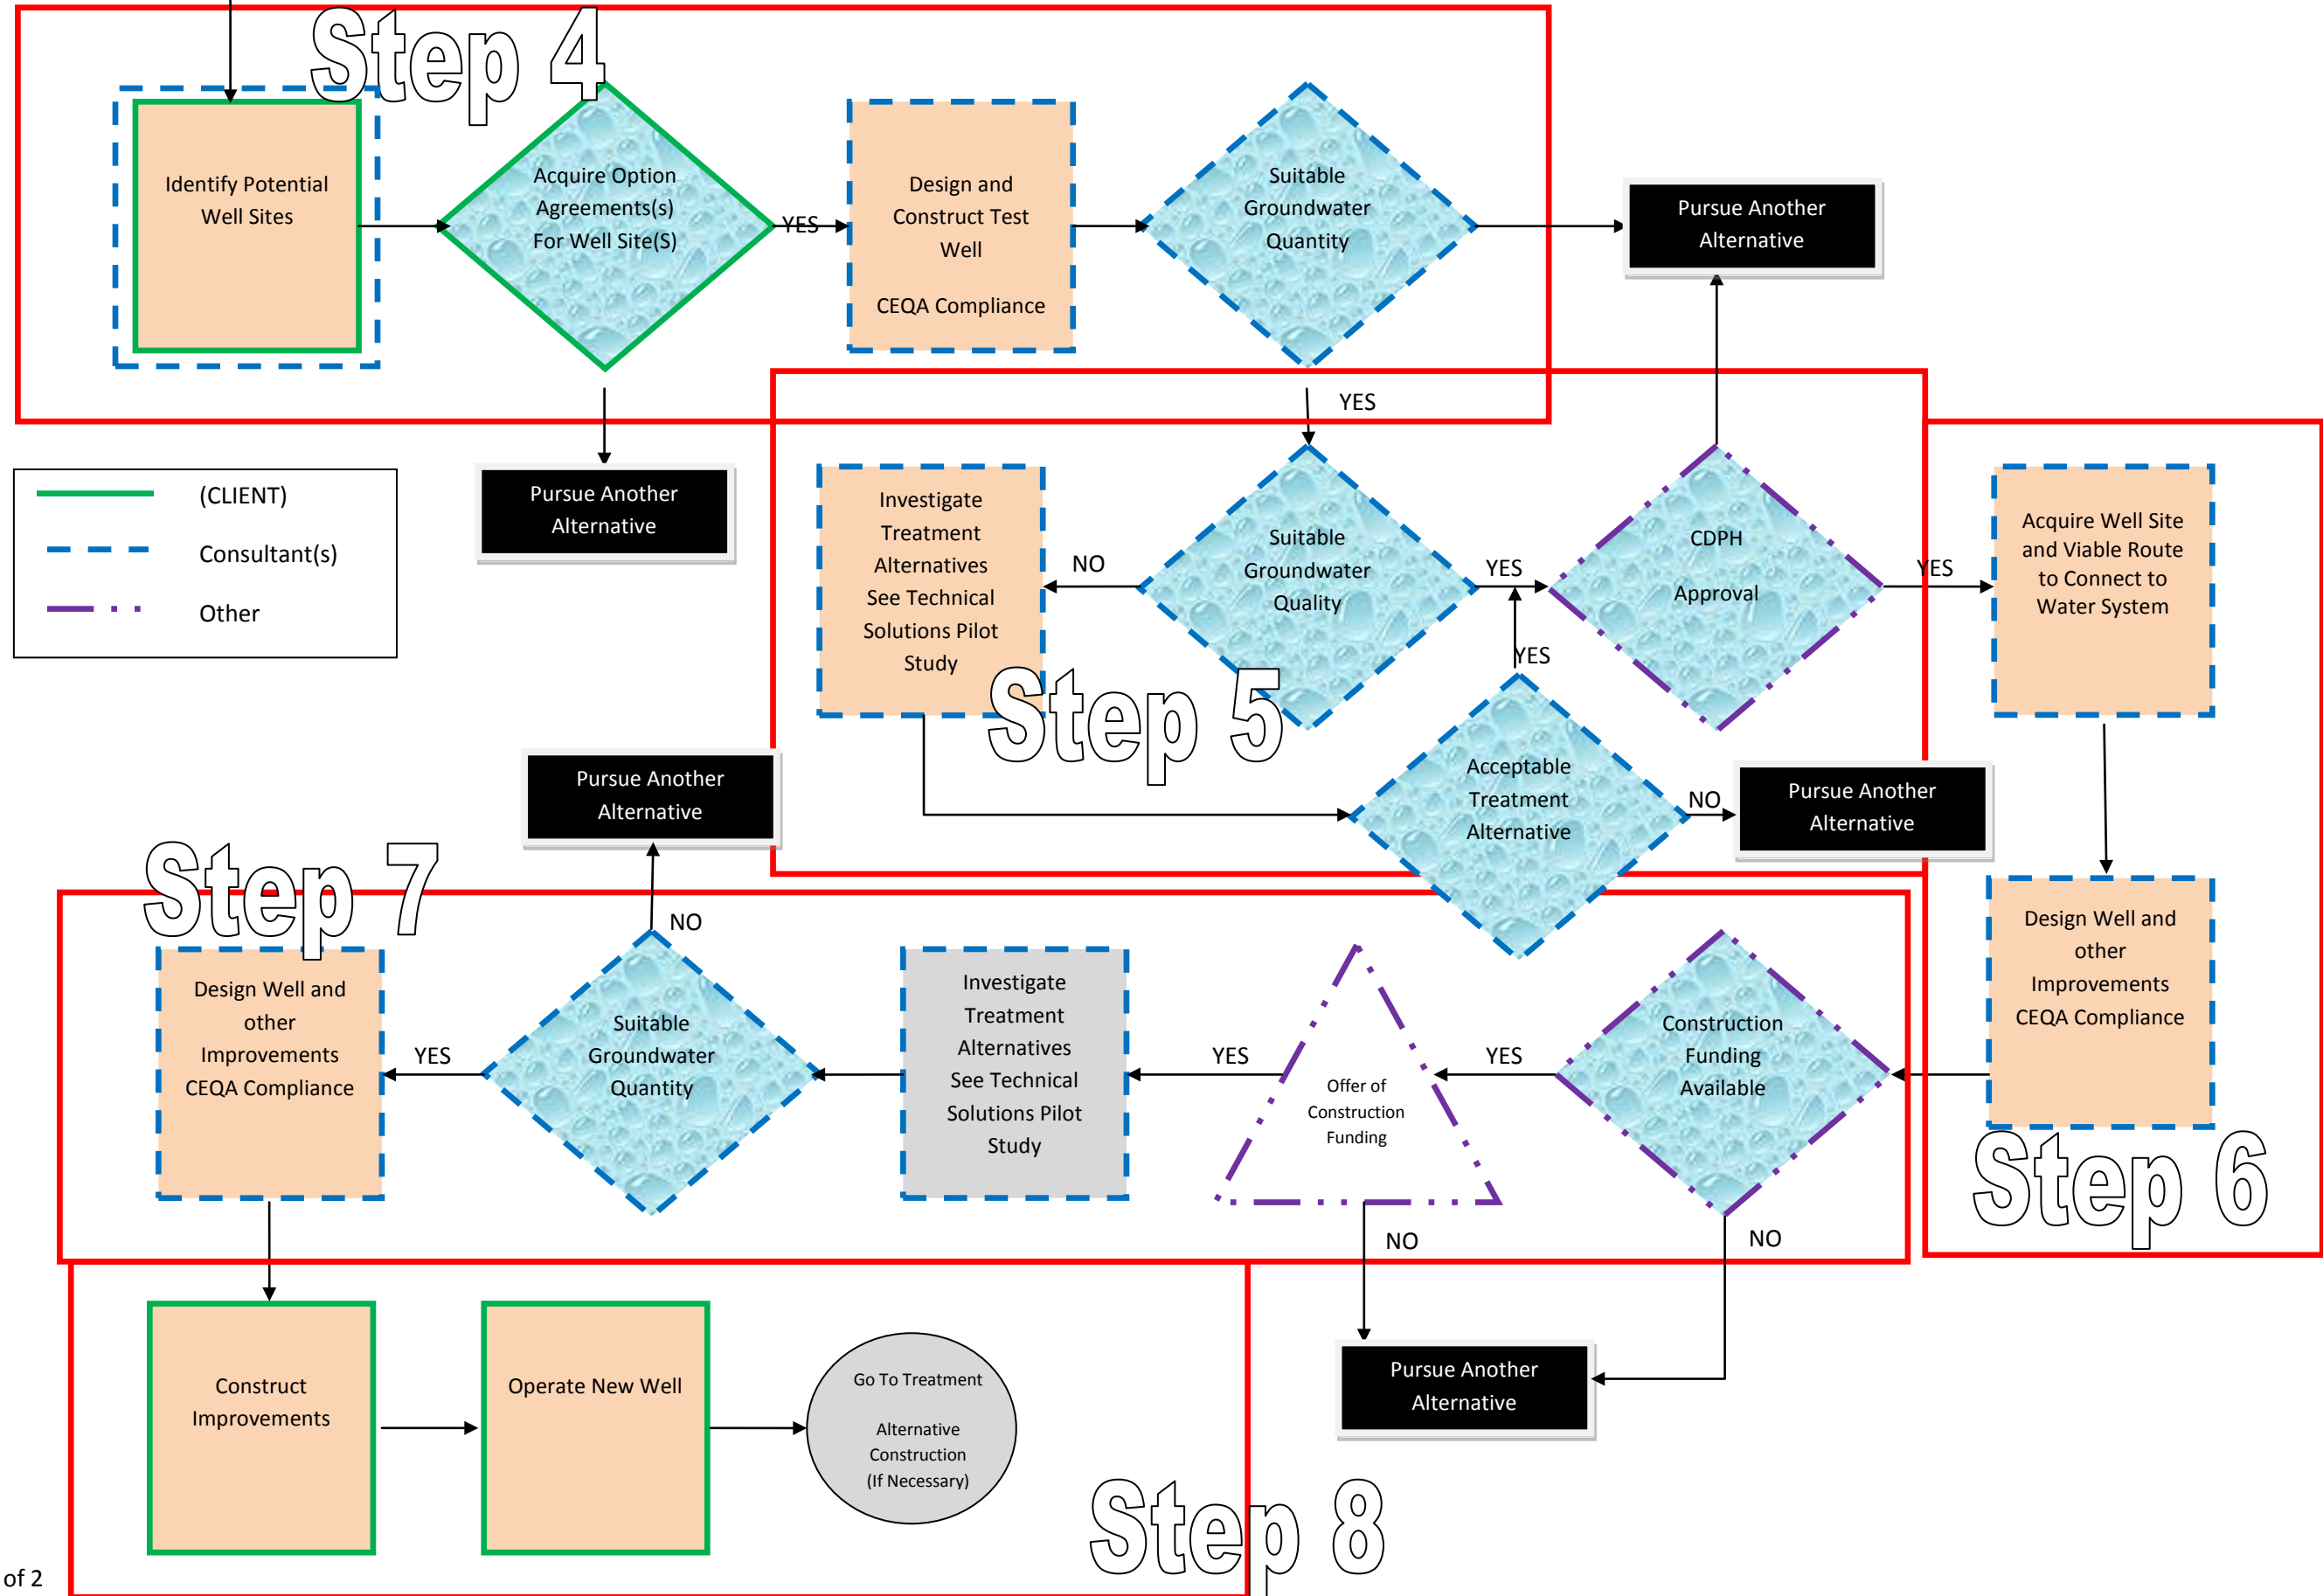 Step 4
Identify Potential
Well Sites
Acquire Option
Agreements(s)
For Well Site(S)
YES
Design and
Construct Test
Well
CEQA Compliance
Suitable
Groundwater
Quantity
Pursue Another
Alternative
YES
(CLIENT)
Consultant(s)
Other
Pursue Another
Alternative
Investigate
Treatment
Alternatives
See Technical
Solutions Pilot
Study
NO
Suitable
Groundwater
Quality
YES
CDPH
Approval
YES
Acquire Well Site
and Viable Route
to Connect to
Water System
Step 5
YES
Acceptable
Treatment
Alternative
NO
Pursue Another
Alternative
Pursue Another
Alternative
Step 7
NO
Design Well and
other
Improvements
CEQA Compliance
YES
Suitable
Groundwater
Quantity
Investigate
Treatment
Alternatives
See Technical
Solutions Pilot
Study
YES
Offer of
Construction
Funding
YES
Construction
Funding
Available
Design Well and
other
Improvements
CEQA Compliance
Step 6
NO
NO
Construct
Improvements
Operate New Well
Go To Treatment
Alternative
Construction
(If Necessary)
Pursue Another
Alternative
Step 8
of 2